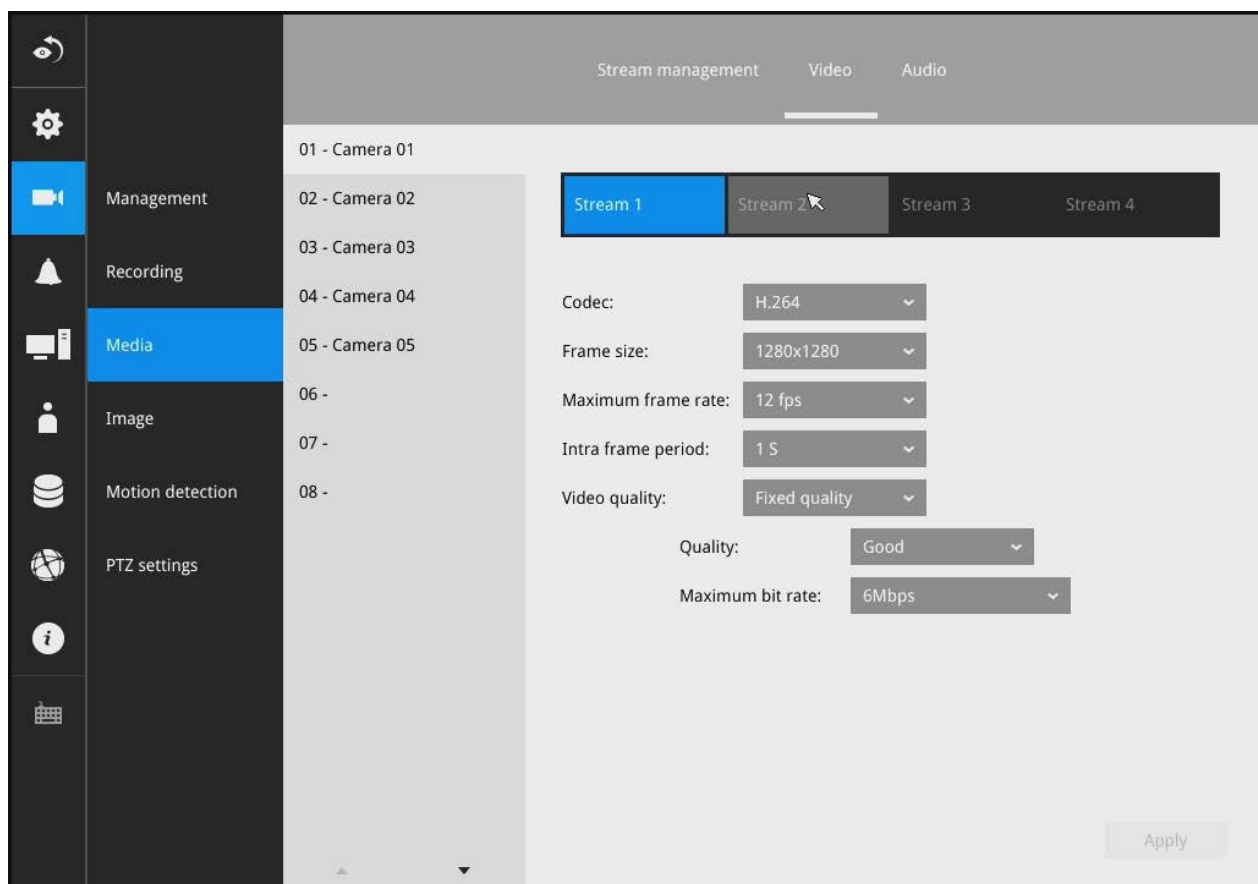 Stream management Video Audio
01 - Camera 01
Management
02 - Camera 02
Stream 1 Stream 2 Stream 3 Stream 4
03 - Camera 03
Recording
04 - Camera 04
Codec: H.264
Media
05 - Camera 05
Frame size: 1280x1280
06 -
Maximum frame rate: 12 fps
Image
07 -
Intra frame period: 1 S
Motion detection
08 -
Video quality: Fixed quality
Quality: Good
PTZ settings
Maximum bit rate: 6Mbps
i
Apply